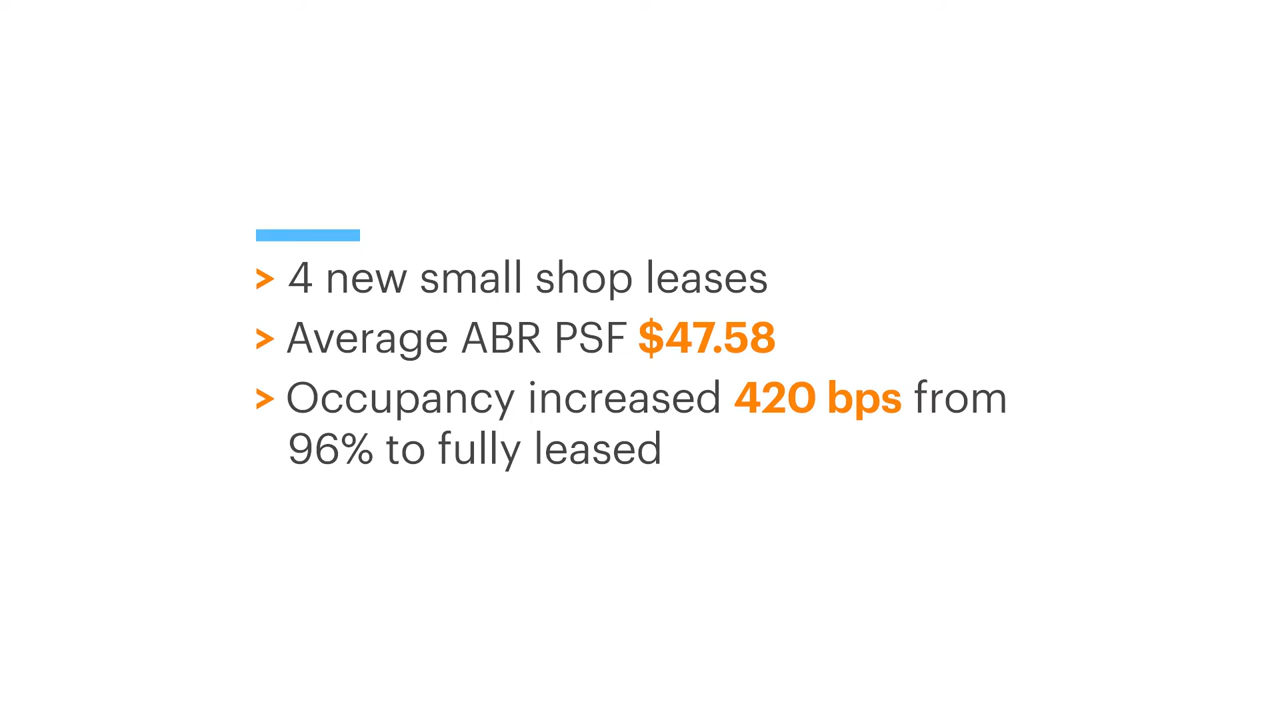 > 4 new small shop leases
> Average ABR PSF $47.58
> Occupancy increased 420 bps from
96% to fully leased